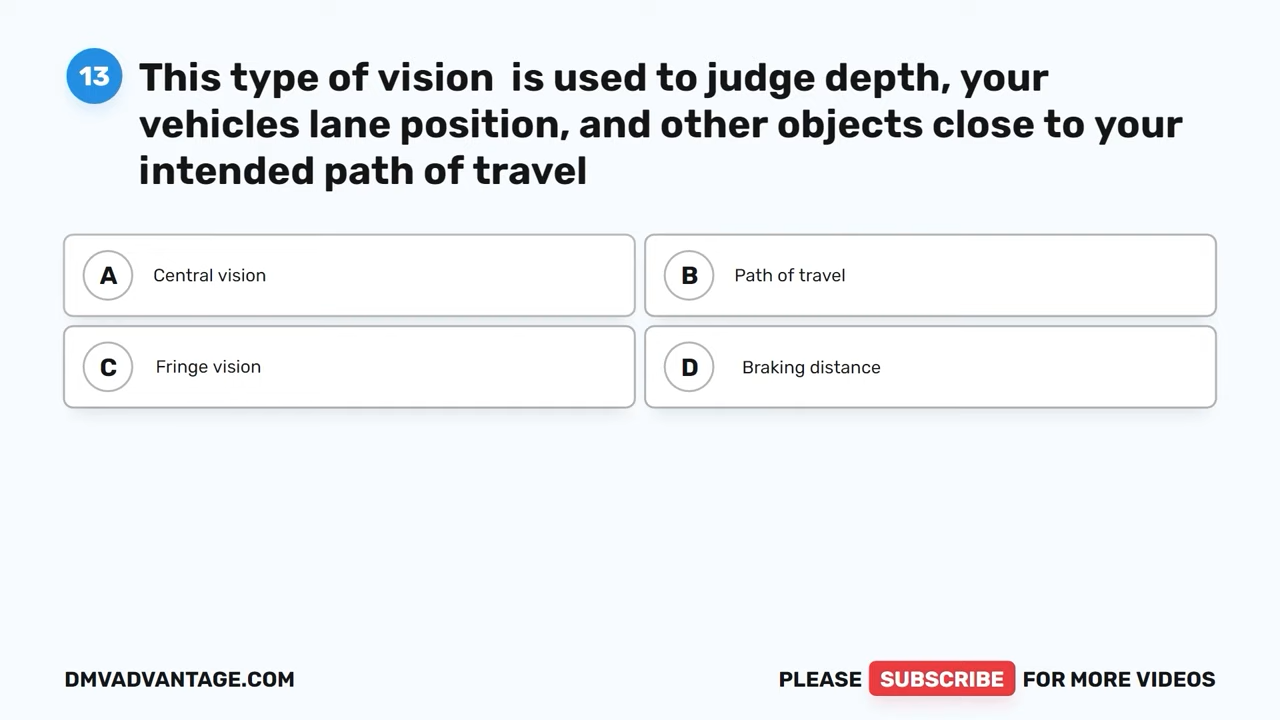 13 This type of vision is used to judge depth, your
vehicles lane position, and other objects close to your
intended path of travel
A Central vision
B Path of travel
C Fringe vision
D Braking distance
DMVADVANTAGE.COM
PLEASE SUBSCRIBE FOR MORE VIDEOS